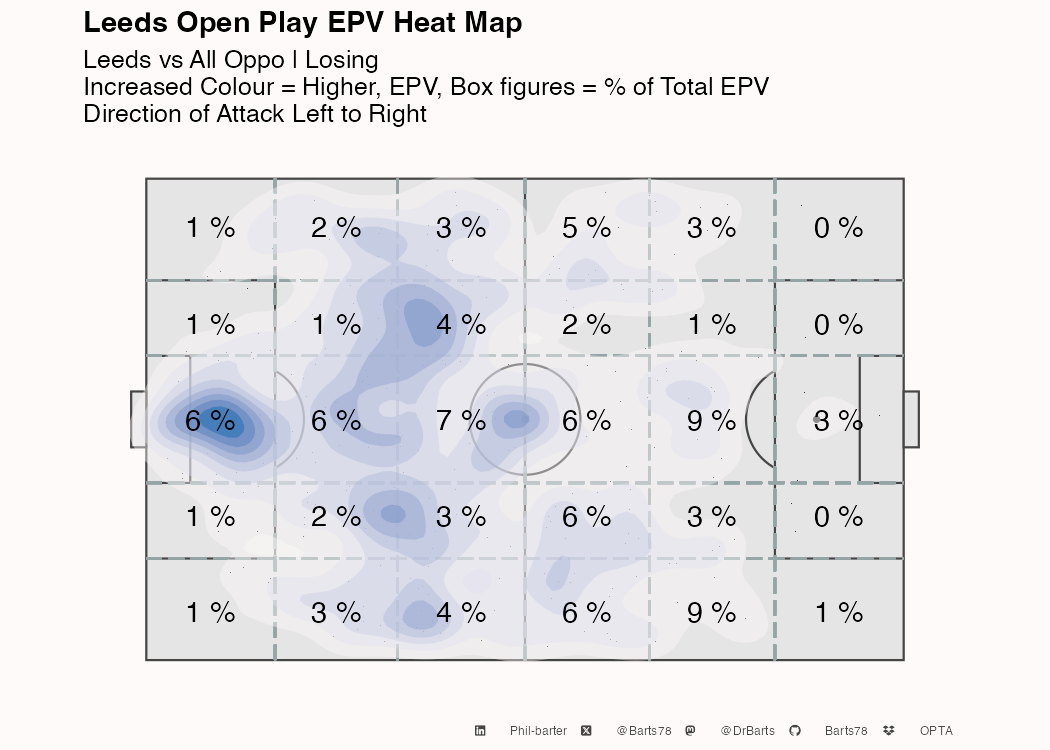 Leeds Open Play EPV Heat Map
Leeds vs All Oppo | Losing
Increased Colour = Higher, EPV, Box figures = % of Total EPV
Direction of Attack Left to Right
1 % 2 % 3 % 5 % 3 % 0 %
1 % 1 % 4 % 2 % 1 % 0 %
6 % 6 % 7 % 6 % 9 % 3 %
1 % 2 % 3 % 6 % 3 % 0 %
1 % 3 % 4 % 6 % 9 % 1 %
Phil-barter @Barts78 @DrBarts Barts78 OPTA